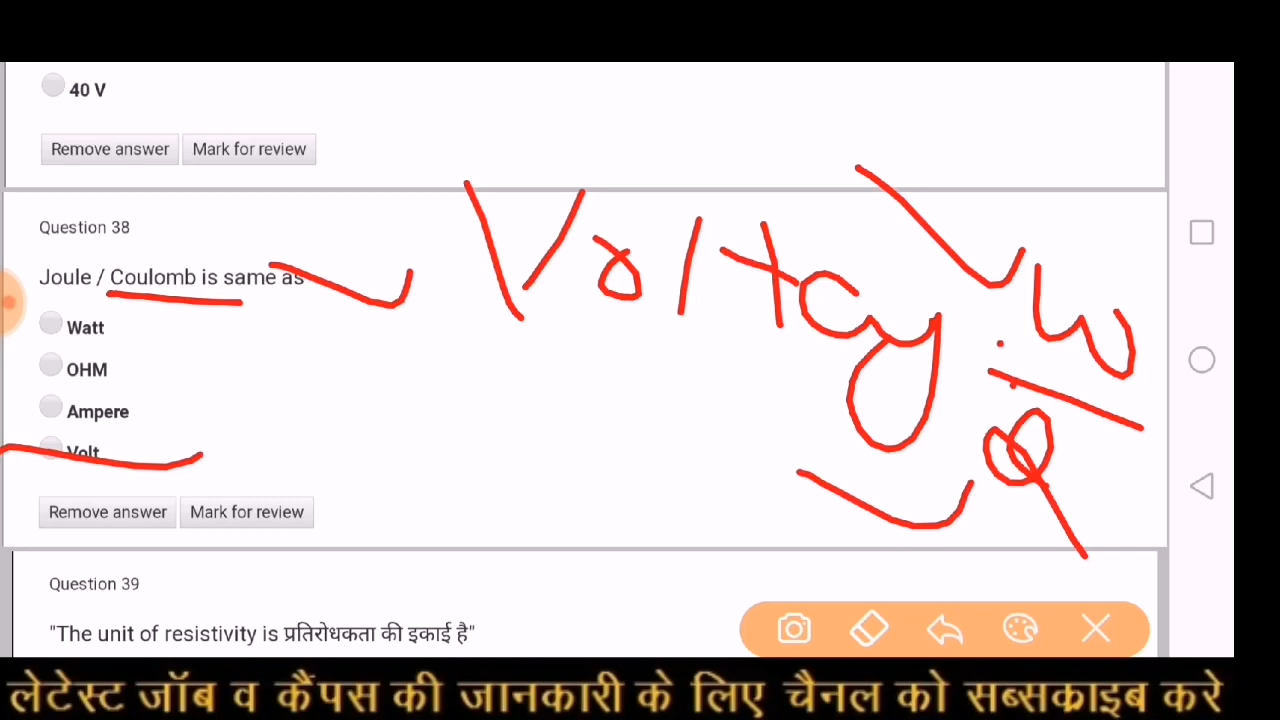 40 V
Remove answer Mark for review
Question 38
Joule / Coulomb is same as
Voltag W
Q
Watt
OHM
Ampere
Volt
Remove answer Mark for review
Question 39
"The unit of resistivity is प्रतिरोधकता की इकाई है"
लेटेस्ट जॉब व कैंपस की जानकारी के लिए चैनल को सब्सक्राइब करे